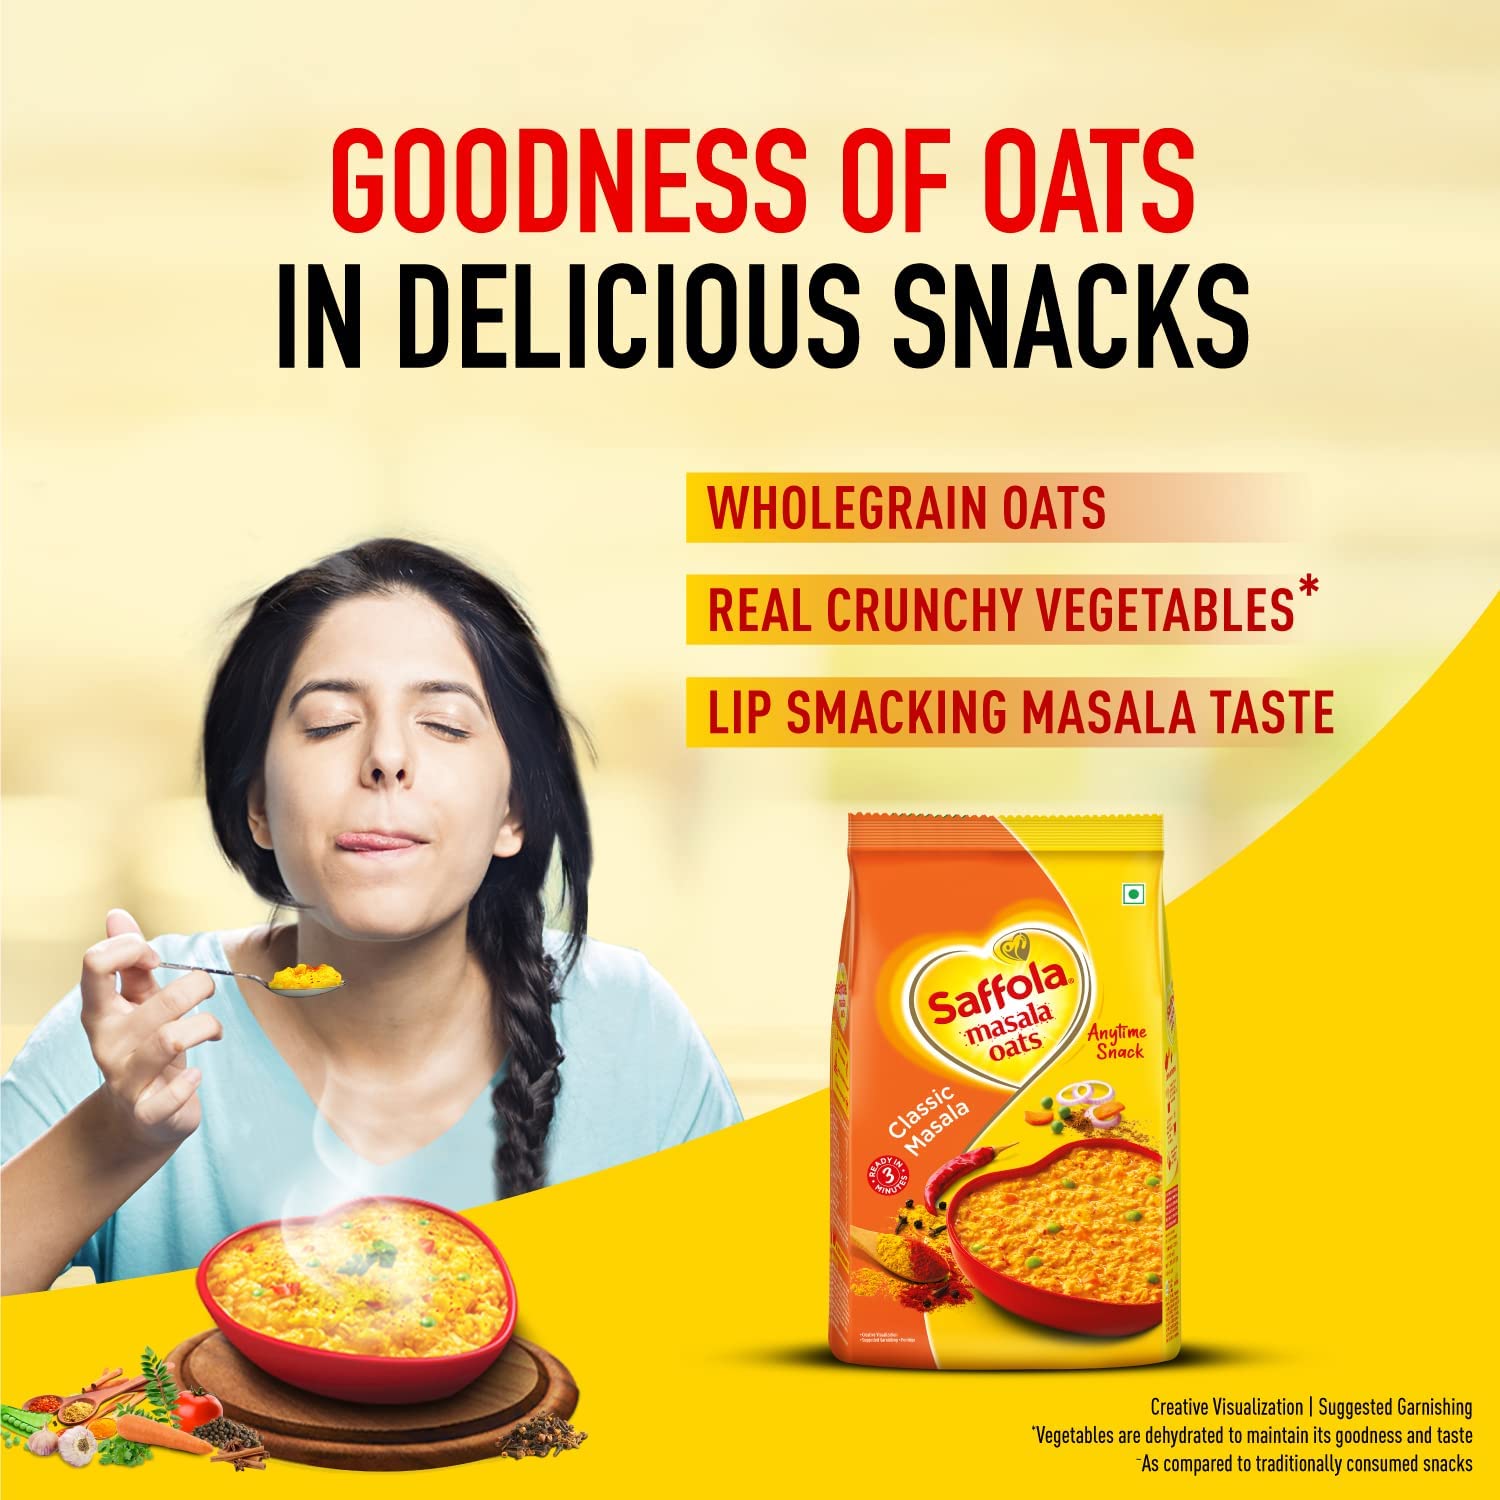 GOODNESS OF OATS
IN DELICIOUS SNACKS
WHOLEGRAIN OATS
REAL CRUNCHY VEGETABLES*
LIP SMACKING MASALA TASTE
Saffola®
masala
oats
Anytime
Snack
Classic
Masala
READY IN
3
MINUTES
Creative Visualization | Suggested Garnishing
*Vegetables are dehydrated to maintain its goodness and taste
~As compared to traditionally consumed snacks